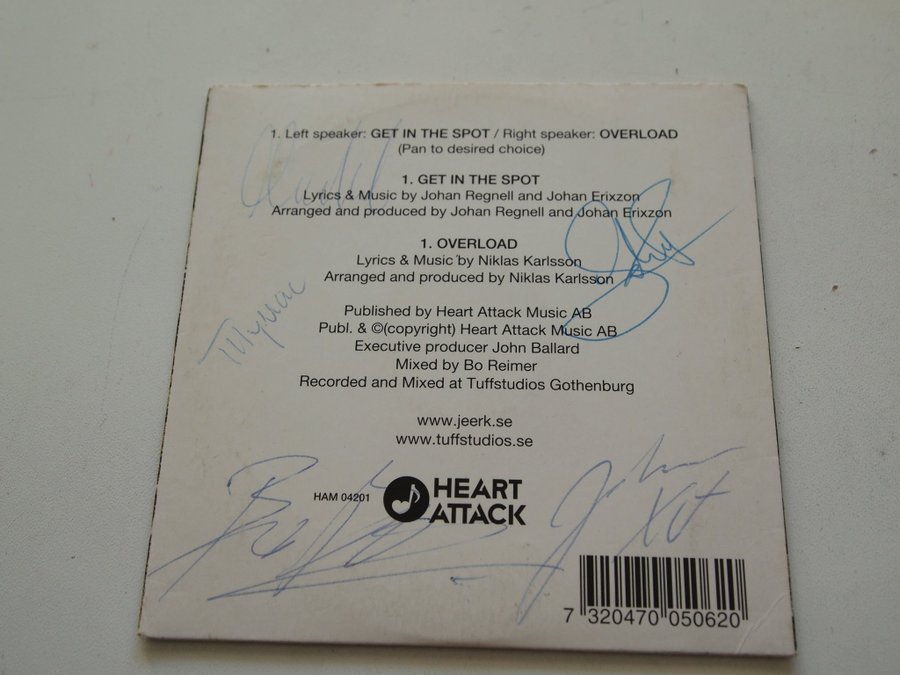 1. Left speaker: GET IN THE SPOT / Right speaker: OVERLOAD
(Pan to desired choice)
1. GET IN THE SPOT
Lyrics & Music by Johan Regnell and Johan Erixzon
Arranged and produced by Johan Regnell and Johan Erixzon
1. OVERLOAD
Lyrics & Music by Niklas Karlsson
Arranged and produced by Niklas Karlsson
Published by Heart Attack Music AB
Publ. & ©(copyright) Heart Attack Music AB
Executive producer John Ballard
Mixed by Bo Reimer
Recorded and Mixed at Tuffstudios Gothenburg
www.jeerk.se
www.tuffstudios.se
HAM 04201
HEART
ATTACK
7 320470 050620